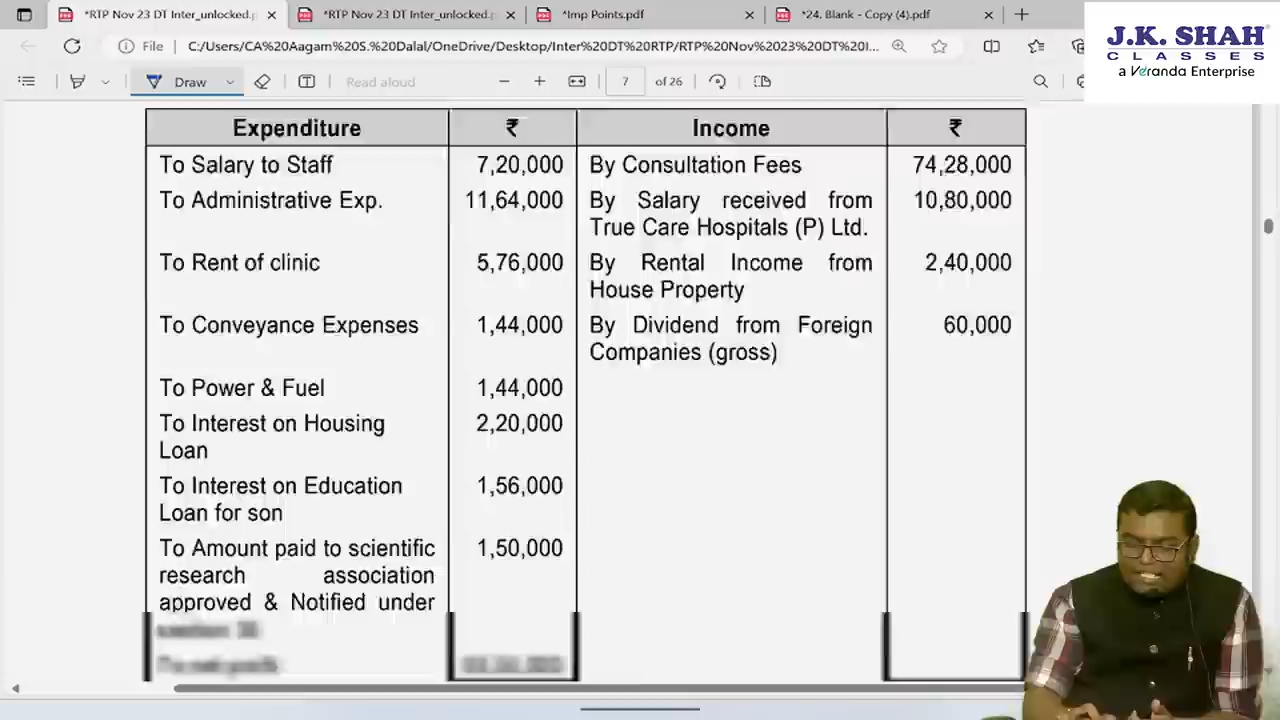 *RTP Nov 23 DT Inter_unlocked.p
*RTP Nov 23 DT Inter_unlocked.p
*Imp Points.pdf
*24. Blank - Copy (4).pdf
J.K. SHAH
CLASSES
a Veranda Enterprise
File
C:/Users/CA%20Aagam%20S.%20Dalal/OneDrive/Desktop/Inter%20DT%20RTP/RTP%20Nov%2023%20DT%20I...
Draw
Read aloud
7 of 26
Expenditure ₹ Income ₹
To Salary to Staff 7,20,000 By Consultation Fees 74,28,000
To Administrative Exp. 11,64,000 By Salary received from 10,80,000
True Care Hospitals (P) Ltd.
To Rent of clinic 5,76,000 By Rental Income from 2,40,000
House Property
To Conveyance Expenses 1,44,000 By Dividend from Foreign 60,000
Companies (gross)
To Power & Fuel 1,44,000
To Interest on Housing 2,20,000
Loan
To Interest on Education 1,56,000
Loan for son
To Amount paid to scientific 1,50,000
research association
approved & Notified under